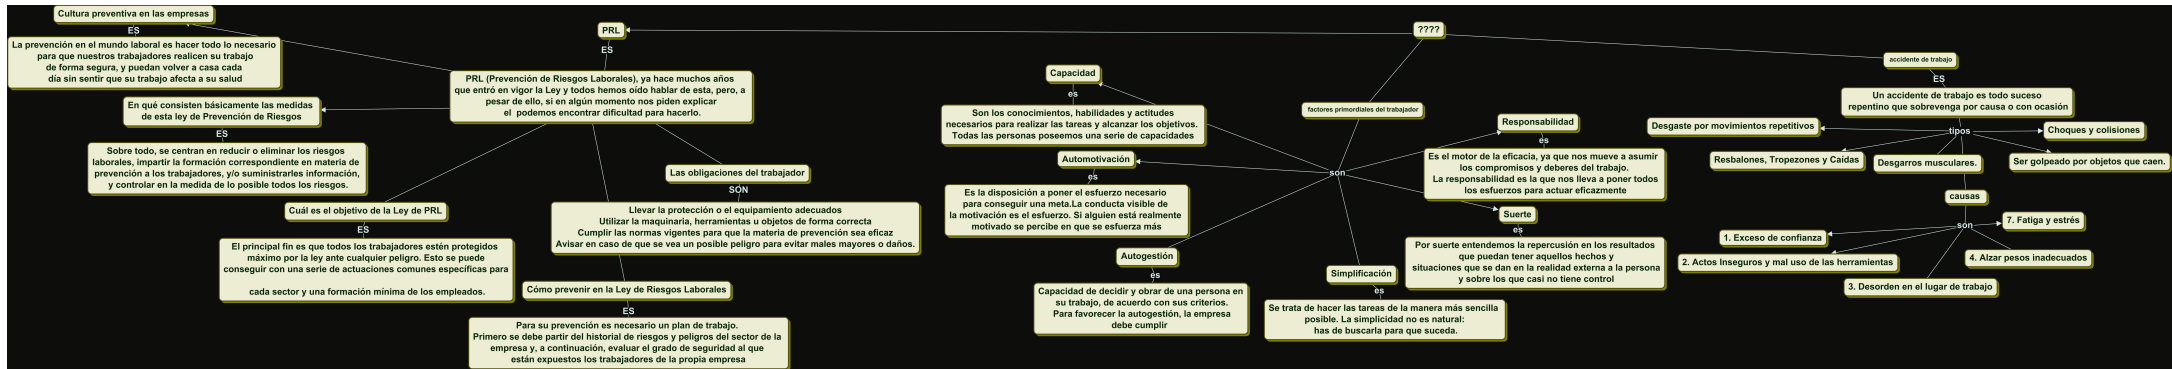 Cultura preventiva en las empresas
ES
La prevención en el mundo laboral es hacer todo lo necesario
para que nuestros trabajadores realicen su trabajo
de forma segura, y puedan volver a casa cada
día sin sentir que su trabajo afecta a su salud
PRL
ES
PRL (Prevención de Riesgos Laborales), ya hace muchos años
que entró en vigor la Ley y todos hemos oído hablar de esta, pero, a
pesar de ello, si en algún momento nos piden explicar
el podemos encontrar dificultad para hacerlo.
En qué consisten básicamente las medidas
de esta ley de Prevención de Riesgos
ES
Sobre todo, se centran en reducir o eliminar los riesgos
laborales, impartir la formación correspondiente en materia de
prevención a los trabajadores, y/o suministrarles información,
y controlar en la medida de lo posible todos los riesgos.
Cuál es el objetivo de la Ley de PRL
ES
El principal fin es que todos los trabajadores estén protegidos
máximo por la ley ante cualquier peligro. Esto se puede
conseguir con una serie de actuaciones comunes específicas para
cada sector y una formación mínima de los empleados.
Las obligaciones del trabajador
SON
Llevar la protección o el equipamiento adecuados
Utilizar la maquinaria, herramientas u objetos de forma correcta
Cumplir las normas vigentes para que la materia de prevención sea eficaz
Avisar en caso de que se vea un posible peligro para evitar males mayores o daños.
Cómo prevenir en la Ley de Riesgos Laborales
ES
Para su prevención es necesario un plan de trabajo.
Primero se debe partir del historial de riesgos y peligros del sector de la
empresa y, a continuación, evaluar el grado de seguridad al que
están expuestos los trabajadores de la propia empresa
????
factores primordiales del trabajador
son
Capacidad
es
Son los conocimientos, habilidades y actitudes
necesarios para realizar las tareas y alcanzar los objetivos.
Todas las personas poseemos una serie de capacidades
Automotivación
es
Es la disposición a poner el esfuerzo necesario
para conseguir una meta.La conducta visible de
la motivación es el esfuerzo. Si alguien está realmente
motivado se percibe en que se esfuerza más
Autogestión
es
Capacidad de decidir y obrar de una persona en
su trabajo, de acuerdo con sus criterios.
Para favorecer la autogestión, la empresa
debe cumplir
Simplificación
es
Se trata de hacer las tareas de la manera más sencilla
posible. La simplicidad no es natural:
has de buscarla para que suceda.
Responsabilidad
es
Es el motor de la eficacia, ya que nos mueve a asumir
los compromisos y deberes del trabajo.
La responsabilidad es la que nos lleva a poner todos
los esfuerzos para actuar eficazmente
Suerte
es
Por suerte entendemos la repercusión en los resultados
que puedan tener aquellos hechos y
situaciones que se dan en la realidad externa a la persona
y sobre los que casi no tiene control
accidente de trabajo
ES
Un accidente de trabajo es todo suceso
repentino que sobrevenga por causa o con ocasión
tipos
Desgaste por movimientos repetitivos
Choques y colisiones
Resbalones, Tropezones y Caídas
Desgarros musculares.
Ser golpeado por objetos que caen.
causas
son
7. Fatiga y estrés
1. Exceso de confianza
2. Actos Inseguros y mal uso de las herramientas
4. Alzar pesos inadecuados
3. Desorden en el lugar de trabajo